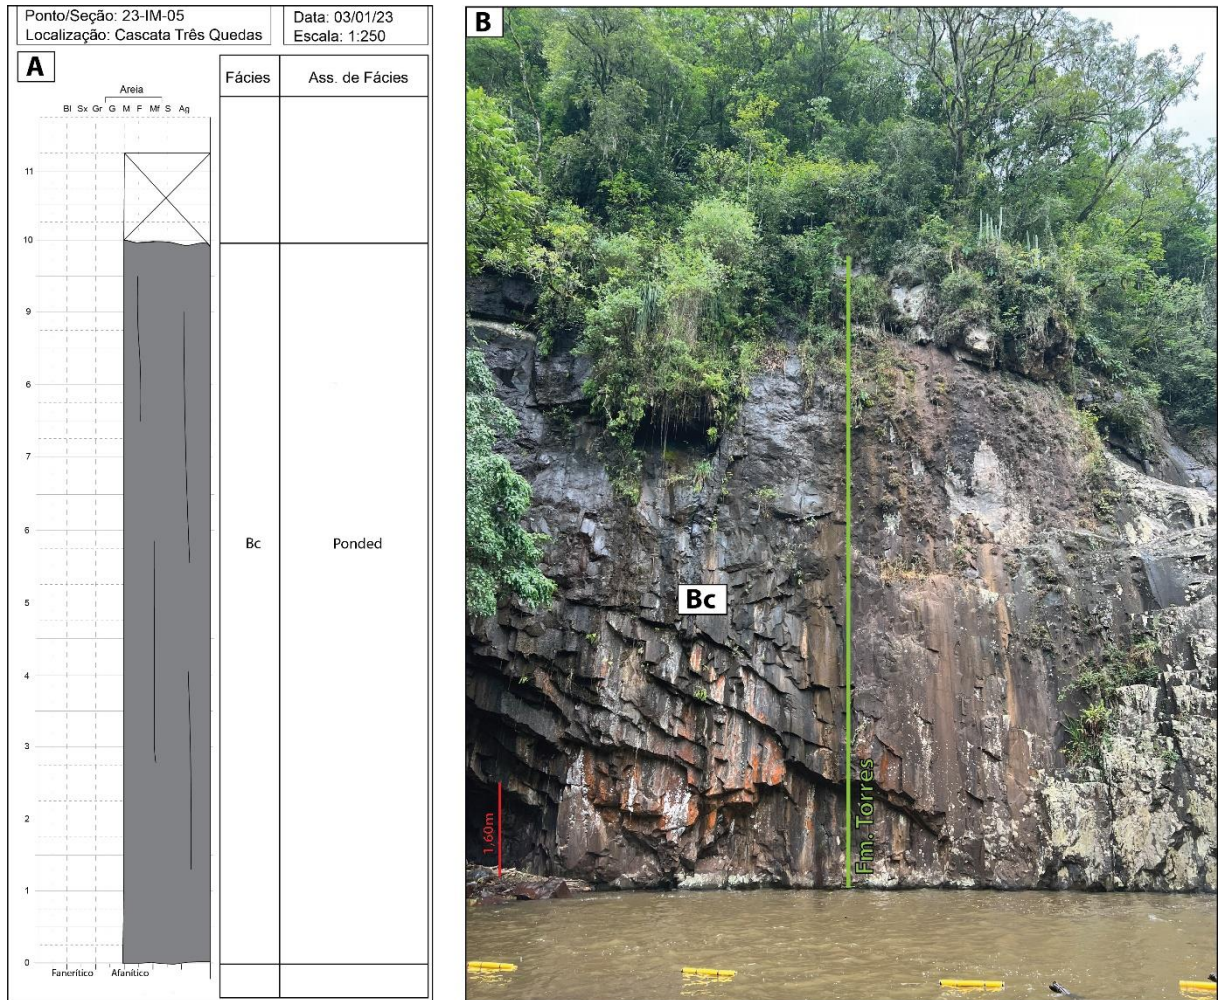 Ponto/Seção: 23-IM-05
Localização: Cascata Três Quedas
Data: 03/01/23
Escala: 1:250
A
Areia
Bl Sx Gr G M F Mf S Ag
Fácies
Ass. de Fácies
11
10
9
6
7
6
5
4
3
2
1
0
Bc
Ponded
Fanerítico
Afanítico
B
Bc
1,60m
Fm. Torres